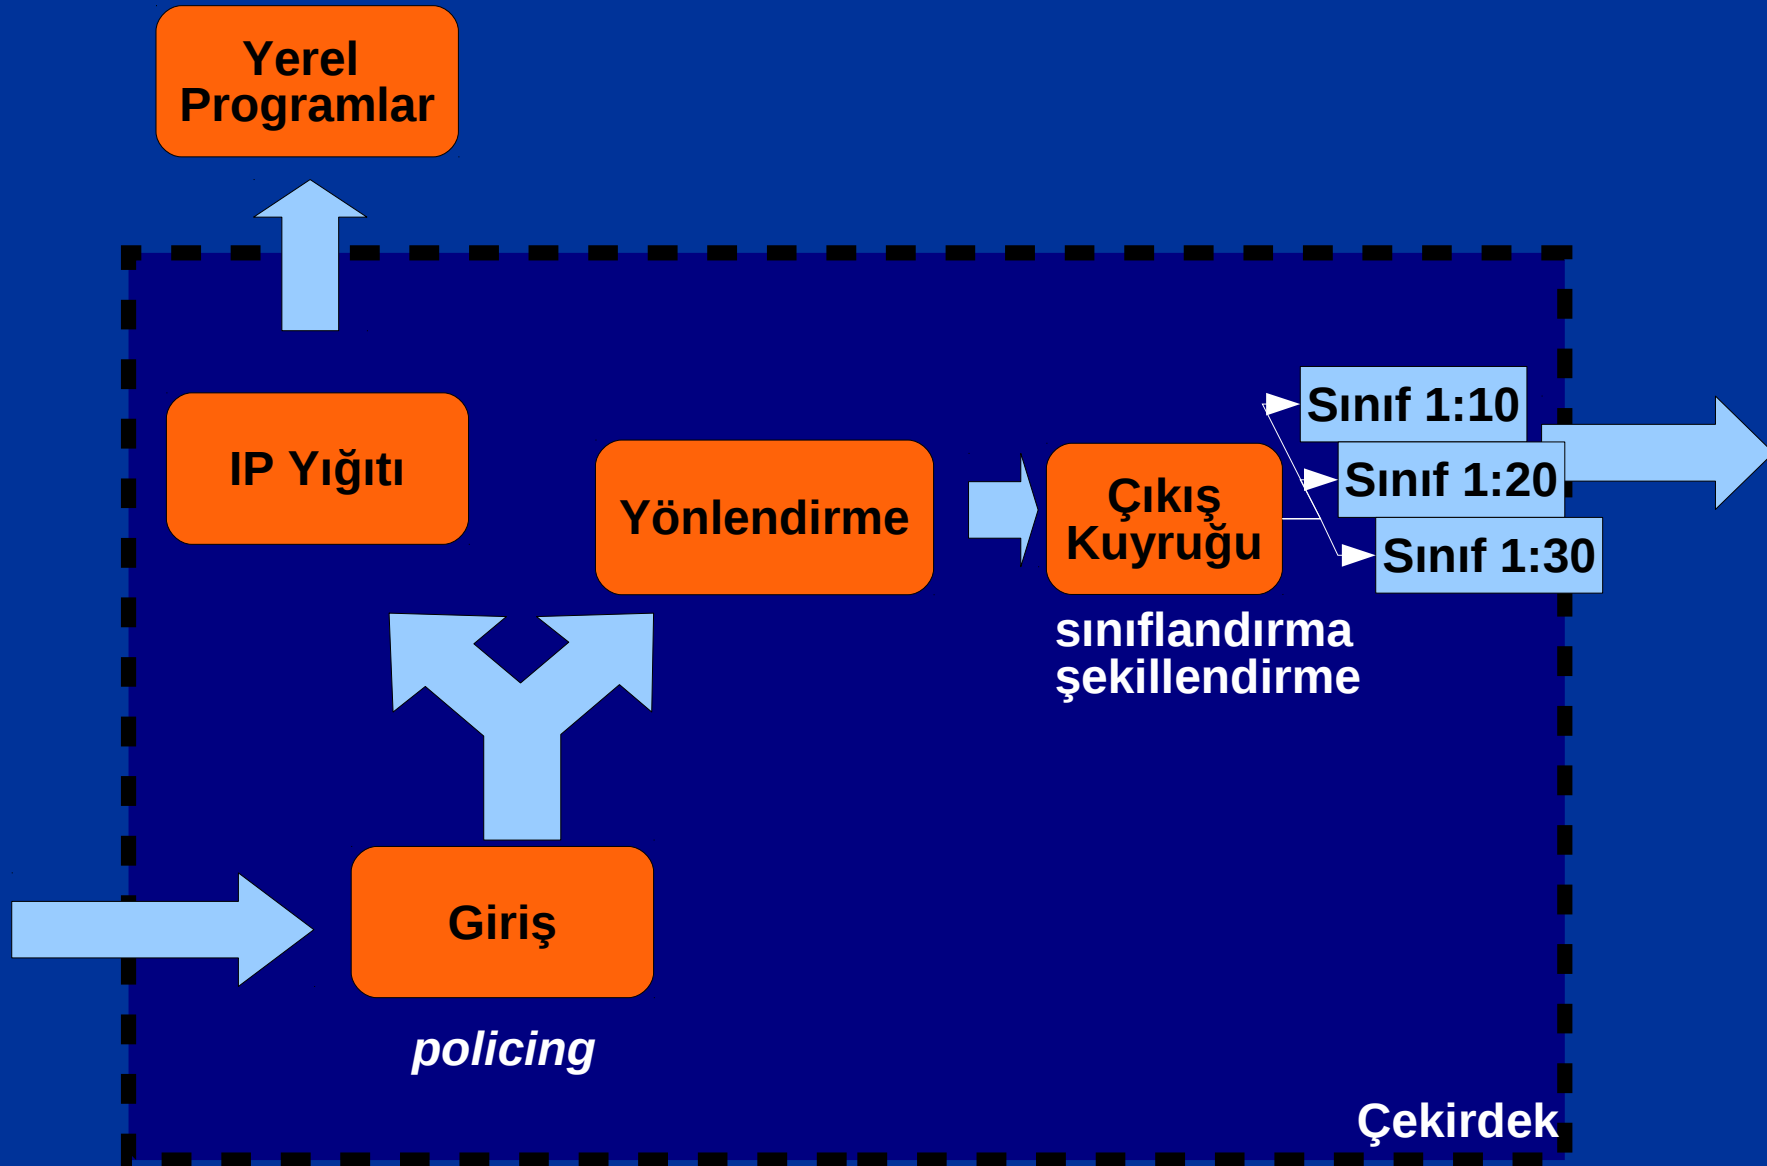 Yerel
Programlar
IP Yığıtı
Yönlendirme
Çıkış
Kuyruğu
Sınıf 1:10
Sınıf 1:20
Sınıf 1:30
sınıflandırma
şekillendirme
Giriş
policing
Çekirdek